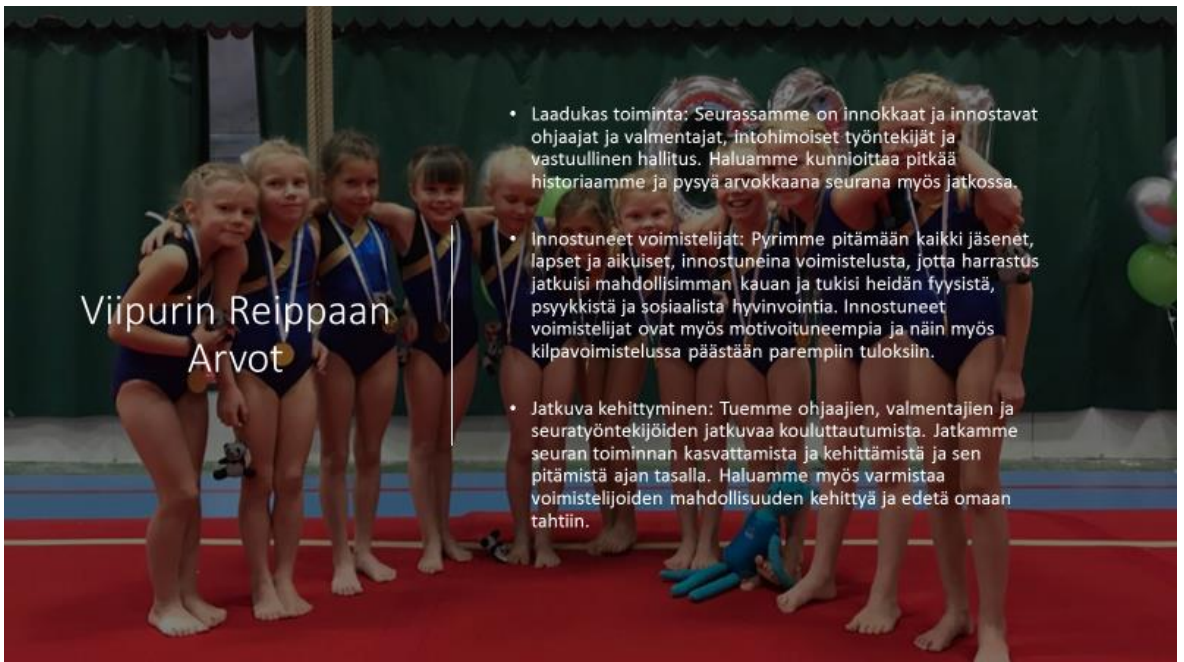 Viipurin Reippaan
Arvot
• Laadukas toiminta: Seurassamme on innokkaat ja innostavat
ohjaajat ja valmentajat, intohimoiset työntekijät ja
vastuullinen hallitus. Haluamme kunnioittaa pitkää
historiaamme ja pysyä arvokkaana seurana myös jatkossa.
• Innostuneet voimistelijat: Pyrimme pitämään kaikki jäsenet,
lapset ja aikuiset, innostuneina voimistelusta, jotta harrastus
jatkuisi mahdollisimman kauan ja tukisi heidän fyysistä,
psyykkistä ja sosiaalista hyvinvointia. Innostuneet
voimistelijat ovat myös motivoituneempia ja näin myös
kilpavoimistelussa päästään parempiin tuloksiin.
• Jatkuva kehittyminen: Tuemme ohjaajien, valmentajien ja
seuratyöntekijöiden jatkuvaa kouluttautumista. Jatkamme
seuran toiminnan kasvattamista ja kehittämistä ja sen
pitämistä ajan tasalla. Haluamme myös varmistaa
voimistelijoiden mahdollisuuden kehittyä ja edetä omaan
tahtiin.